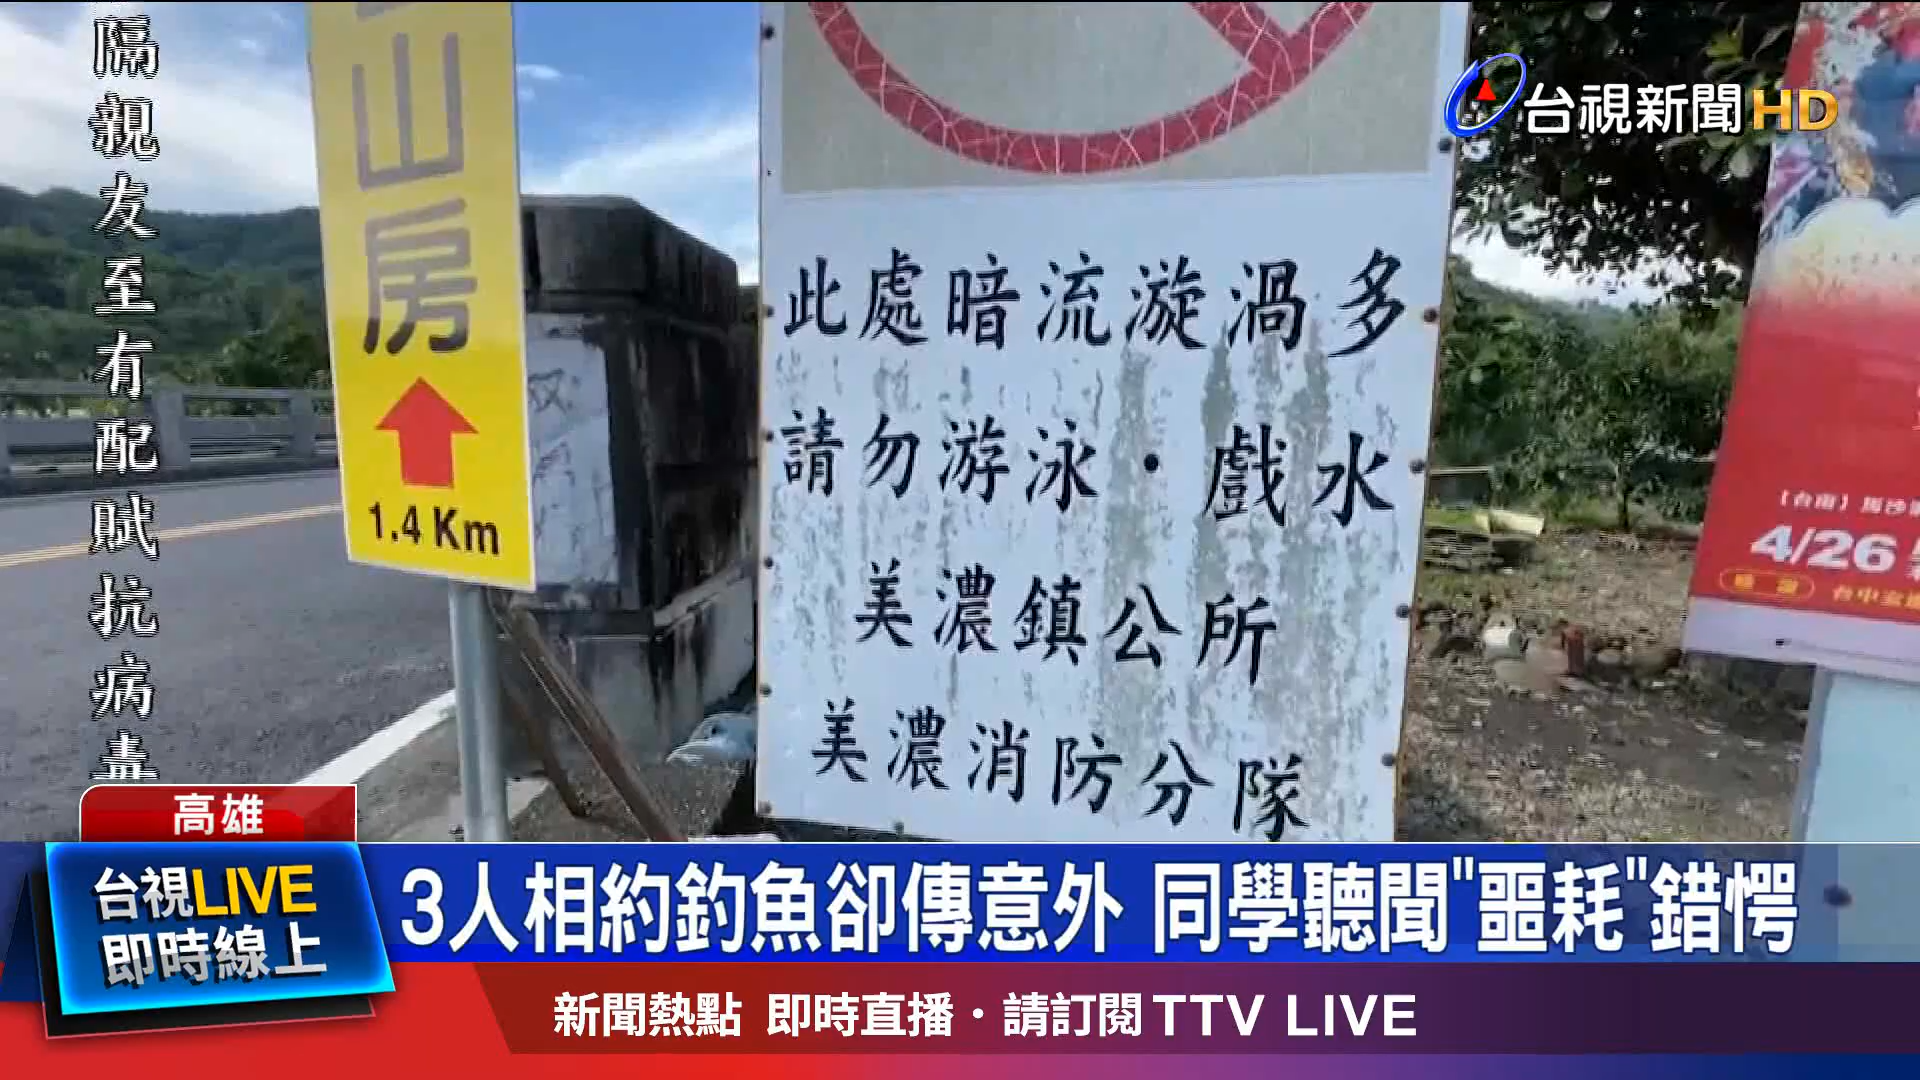 隔親友至有配賦抗病毒
山房
1.4 Km
此處暗流漩渦多
請勿游泳·戲水
美濃鎮公所
美濃消防分隊
台視新聞HD
【台南】
4/26
高雄
台視LIVE
即時線上
3人相約釣魚卻傳意外 同學聽聞"噩耗"錯愕
新聞熱點 即時直播·請訂閱TTV LIVE